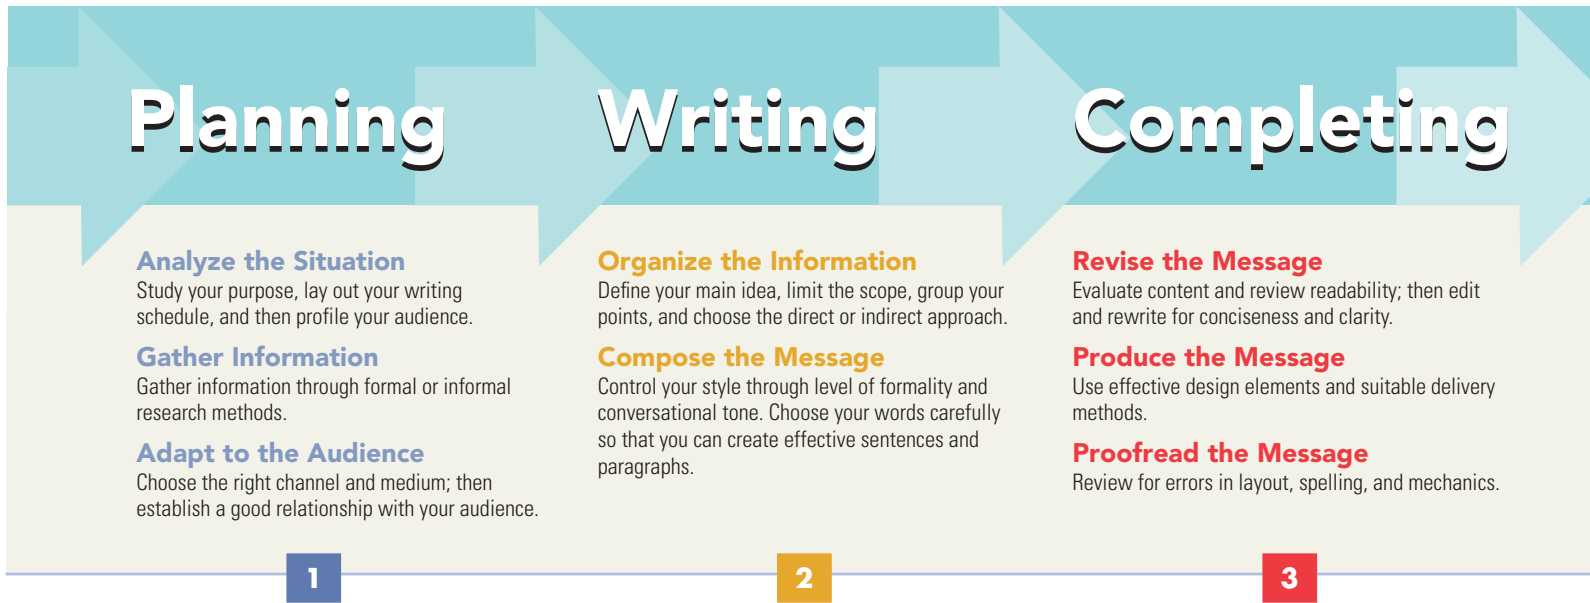 Planning
Analyze the Situation
Study your purpose, lay out your writing
schedule, and then profile your audience.
Gather Information
Gather information through formal or informal
research methods.
Adapt to the Audience
Choose the right channel and medium; then
establish a good relationship with your audience.
1
Writing
Organize the Information
Define your main idea, limit the scope, group your
points, and choose the direct or indirect approach.
Compose the Message
Control your style through level of formality and
conversational tone. Choose your words carefully
so that you can create effective sentences and
paragraphs.
2
Completing
Revise the Message
Evaluate content and review readability; then edit
and rewrite for conciseness and clarity.
Produce the Message
Use effective design elements and suitable delivery
methods.
Proofread the Message
Review for errors in layout, spelling, and mechanics.
3